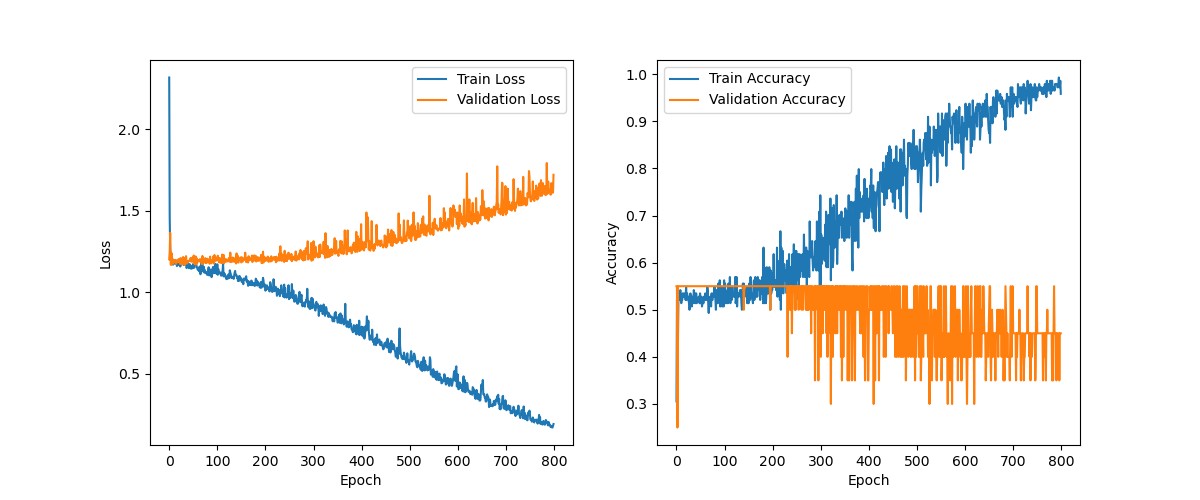 Train Loss
Validation Loss
2.0
1.5
1.0
0.5
Loss
0 100 200 300 400 500 600 700 800
Epoch
Train Accuracy
Validation Accuracy
1.0
0.9
0.8
0.7
0.6
0.5
0.4
0.3
Accuracy
0 100 200 300 400 500 600 700 800
Epoch